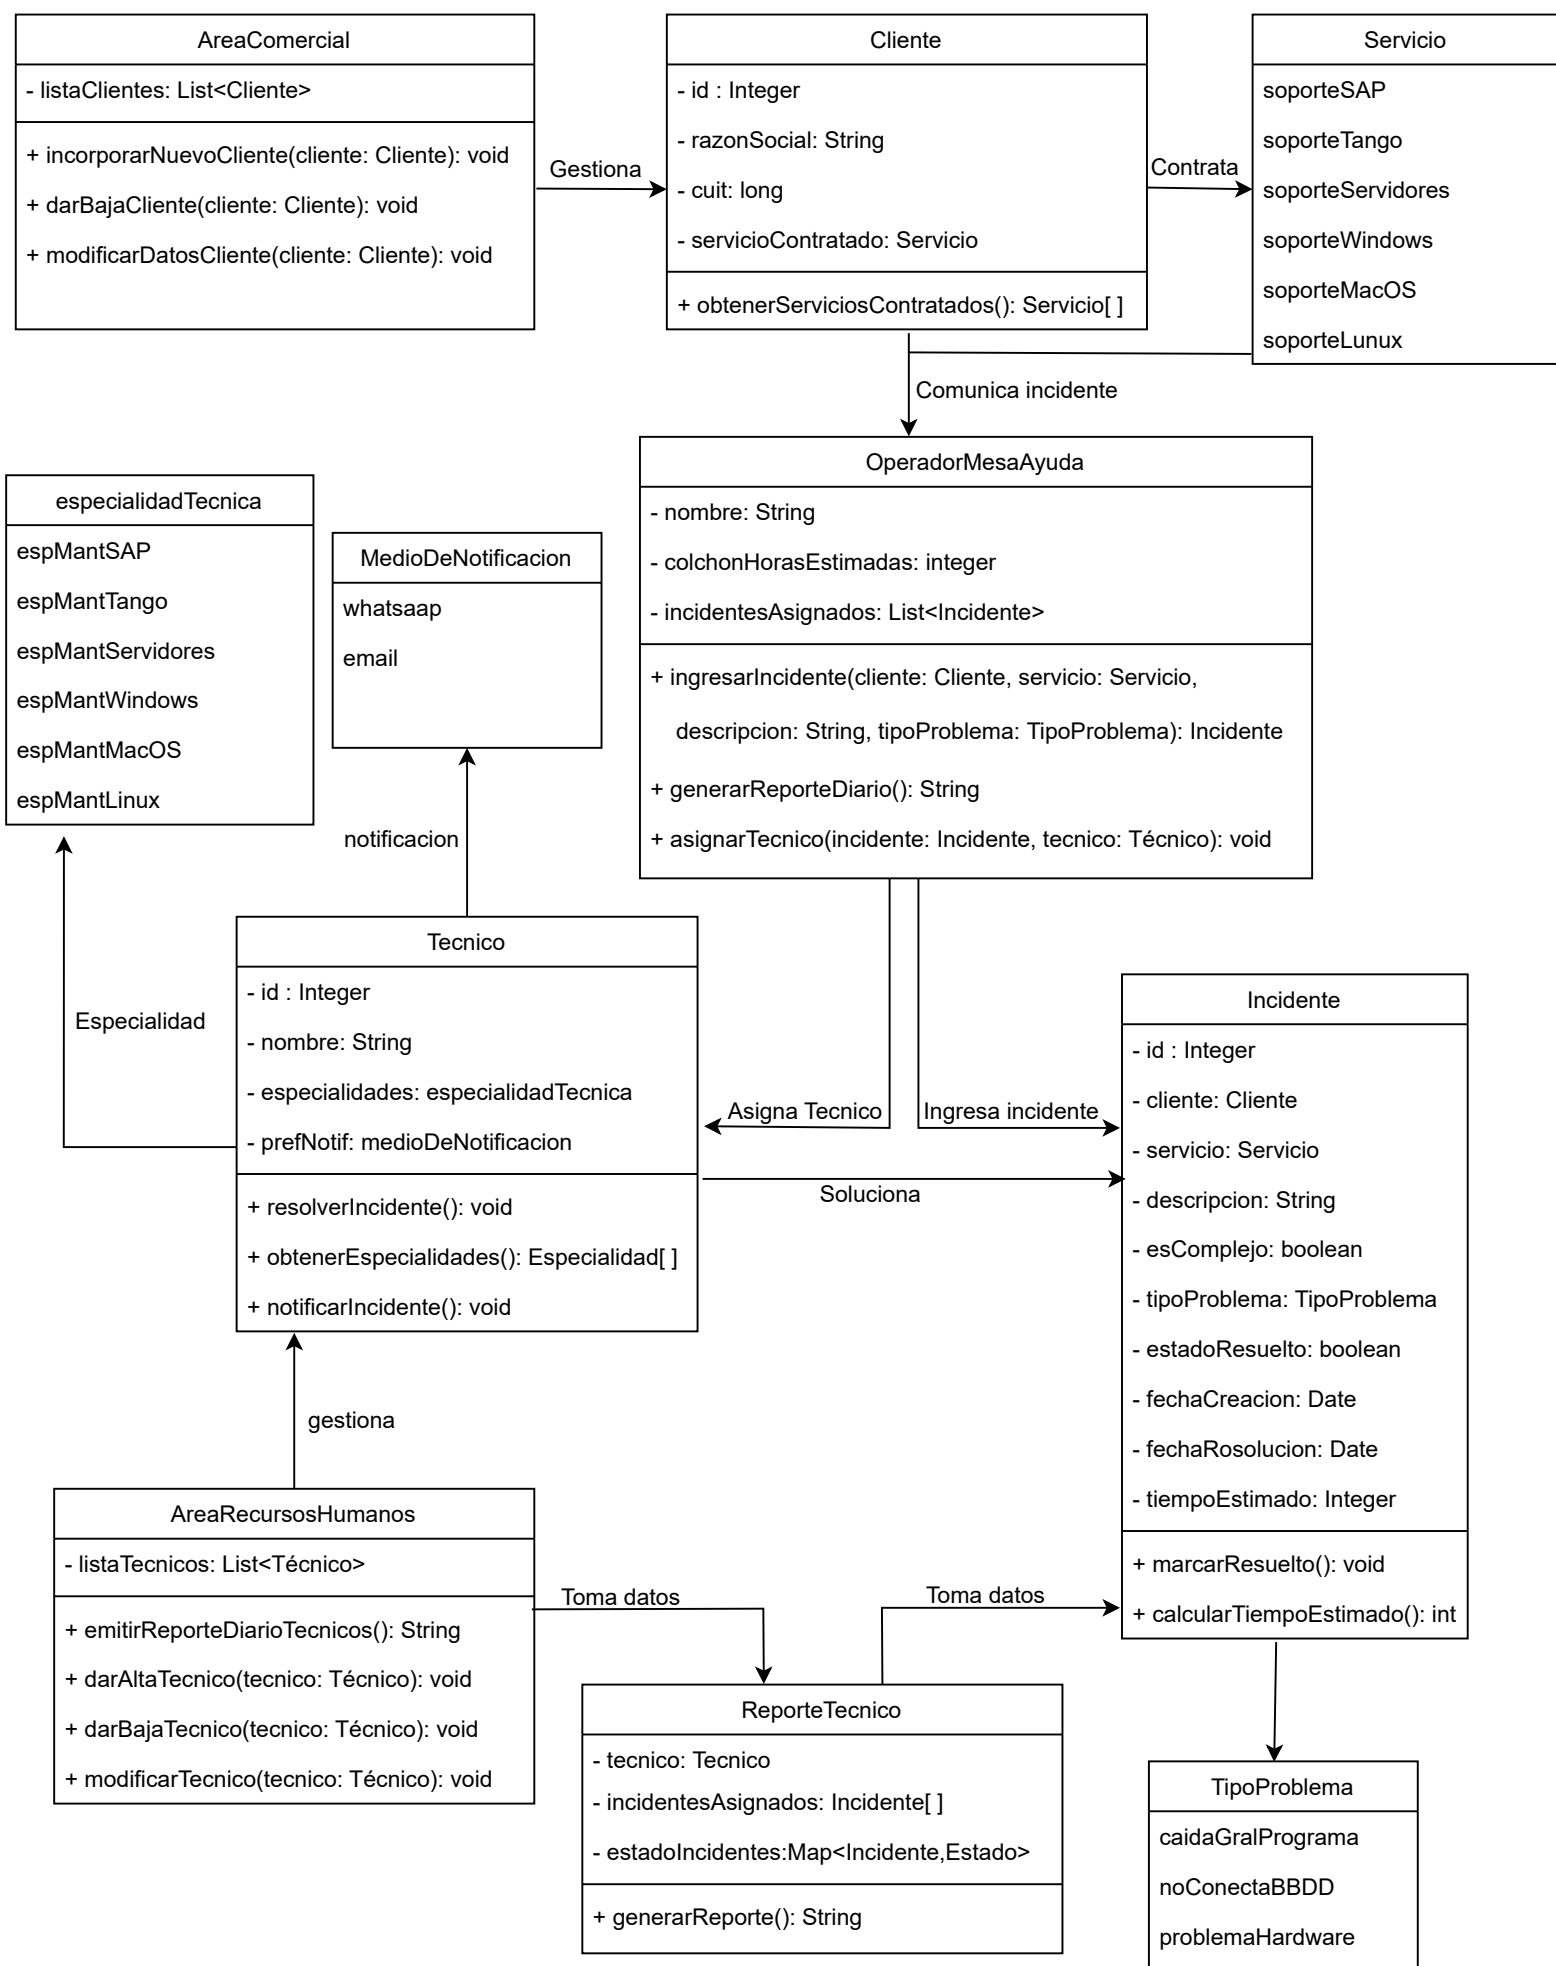 AreaComercial
- listaClientes: List<Cliente>
+ incorporarNuevoCliente(cliente: Cliente): void
+ darBajaCliente(cliente: Cliente): void
+ modificarDatosCliente(cliente: Cliente): void
Gestiona
Cliente
- id : Integer
- razonSocial: String
- cuit: long
- servicioContratado: Servicio
+ obtenerServiciosContratados(): Servicio[ ]
Contrata
Servicio
soporteSAP
soporteTango
soporteServidores
soporteWindows
soporteMacOS
soporteLunux
Comunica incidente
especialidadTecnica
espMantSAP
espMantTango
espMantServidores
espMantWindows
espMantMacOS
espMantLinux
MedioDeNotificacion
whatsaap
email
OperadorMesaAyuda
- nombre: String
- colchonHorasEstimadas: integer
- incidentesAsignados: List<Incidente>
+ ingresarIncidente(cliente: Cliente, servicio: Servicio,
descripcion: String, tipoProblema: TipoProblema): Incidente
+ generarReporteDiario(): String
+ asignarTecnico(incidente: Incidente, tecnico: Técnico): void
notificacion
Especialidad
Tecnico
- id : Integer
- nombre: String
- especialidades: especialidadTecnica
- prefNotif: medioDeNotificacion
+ resolverIncidente(): void
+ obtenerEspecialidades(): Especialidad[ ]
+ notificarIncidente(): void
Asigna Tecnico
Ingresa incidente
Soluciona
Incidente
- id : Integer
- cliente: Cliente
- servicio: Servicio
- descripcion: String
- esComplejo: boolean
- tipoProblema: TipoProblema
- estadoResuelto: boolean
- fechaCreacion: Date
- fechaRosolucion: Date
- tiempoEstimado: Integer
+ marcarResuelto(): void
+ calcularTiempoEstimado(): int
gestiona
AreaRecursosHumanos
- listaTecnicos: List<Técnico>
+ emitirReporteDiarioTecnicos(): String
+ darAltaTecnico(tecnico: Técnico): void
+ darBajaTecnico(tecnico: Técnico): void
+ modificarTecnico(tecnico: Técnico): void
Toma datos
Toma datos
ReporteTecnico
- tecnico: Tecnico
- incidentesAsignados: Incidente[ ]
- estadoIncidentes:Map<Incidente,Estado>
+ generarReporte(): String
TipoProblema
caidaGralPrograma
noConectaBBDD
problemaHardware